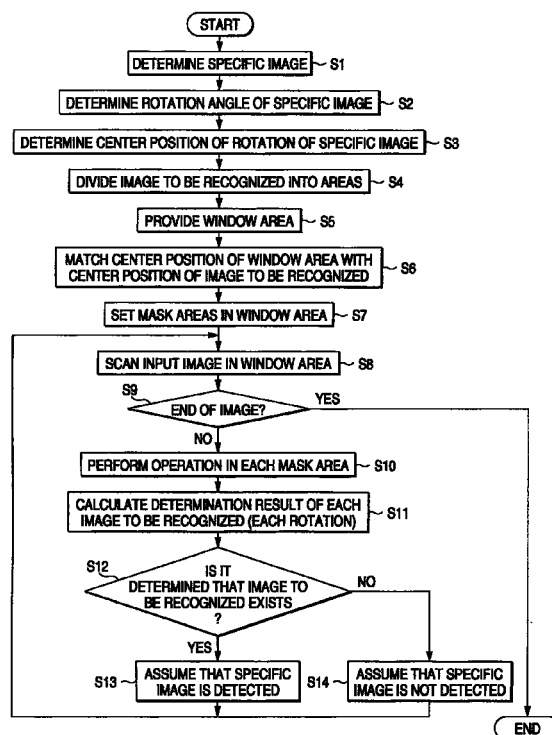 START
DETERMINE SPECIFIC IMAGE
S1
DETERMINE ROTATION ANGLE OF SPECIFIC IMAGE
S2
DETERMINE CENTER POSITION OF ROTATION OF SPECIFIC IMAGE
S3
DIVIDE IMAGE TO BE RECOGNIZED INTO AREAS
S4
PROVIDE WINDOW AREA
S5
MATCH CENTER POSITION OF WINDOW AREA WITH
CENTER POSITION OF IMAGE TO BE RECOGNIZED
S6
SET MASK AREAS IN WINDOW AREA
S7
SCAN INPUT IMAGE IN WINDOW AREA
S8
S9
END OF IMAGE?
YES
NO
PERFORM OPERATION IN EACH MASK AREA
S10
CALCULATE DETERMINATION RESULT OF EACH
IMAGE TO BE RECOGNIZED (EACH ROTATION)
S11
S12
IS IT
DETERMINED THAT IMAGE TO
BE RECOGNIZED EXISTS
?
NO
YES
S13
ASSUME THAT SPECIFIC
IMAGE IS DETECTED
S14
ASSUME THAT SPECIFIC
IMAGE IS NOT DETECTED
END